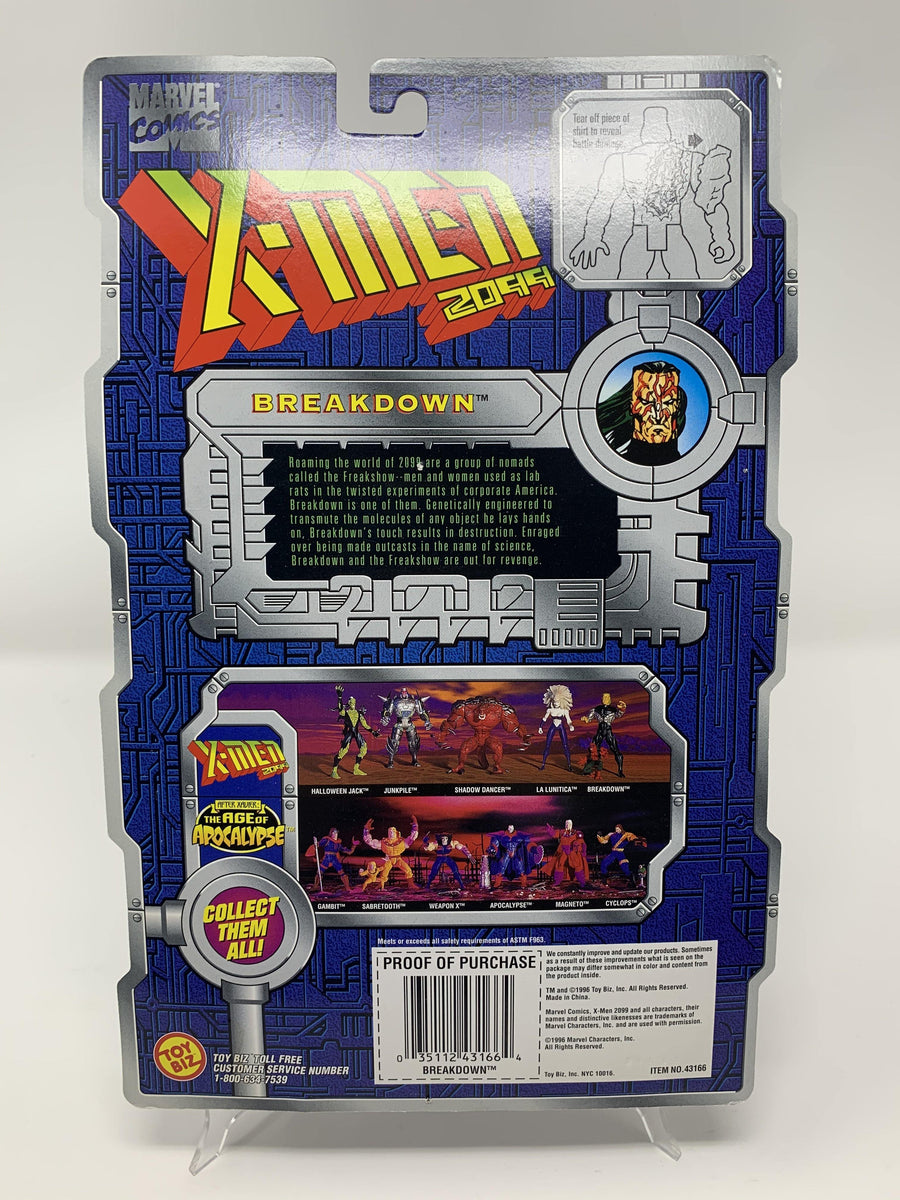 MARVEL
COMICS
Tear off piece of
shirt to reveal
battle damage.
X-MEN
2099
BREAKDOWN™
Roaming the world of 2099 are a group of nomads
called the Freakshow--men and women used as lab
rats in the twisted experiments of corporate America.
Breakdown is one of them. Genetically engineered to
transmute the molecules of any object he lays hands
on, Breakdown's touch results in destruction. Enraged
over being made outcasts in the name of science,
Breakdown and the Freakshow are out for revenge.
X-MEN
2099
HALLOWEEN JACK™ JUNKPILE™ SHADOW DANCER™ LA LUNITICA™ BREAKDOWN™
AFTER XAVIER:
THE AGE OF
APOCALYPSE™
GAMBIT™ SABRETOOTH™ WEAPON X™ APOCALYPSE™ MAGNETO™ CYCLOPS™
COLLECT
THEM
ALL!
Meets or exceeds all safety requirements of ASTM F963.
PROOF OF PURCHASE
0 35112 43166 4
BREAKDOWN™
We constantly improve and update our products. Sometimes
as a result of these improvements what is seen on the
package may differ somewhat in color and content from
the product inside.
TM and ©1996 Toy Biz, Inc. All Rights Reserved.
Made in China.
Marvel Comics, X-Men 2099 and all characters, their
names and distinctive likenesses are trademarks of
Marvel Characters, Inc. and are used with permission.
©1996 Marvel Characters, Inc.
All Rights Reserved.
Toy Biz, Inc. NYC 10016. ITEM NO.43166
TOY
BIZ
TOY BIZ TOLL FREE
CUSTOMER SERVICE NUMBER
1-800-634-7539